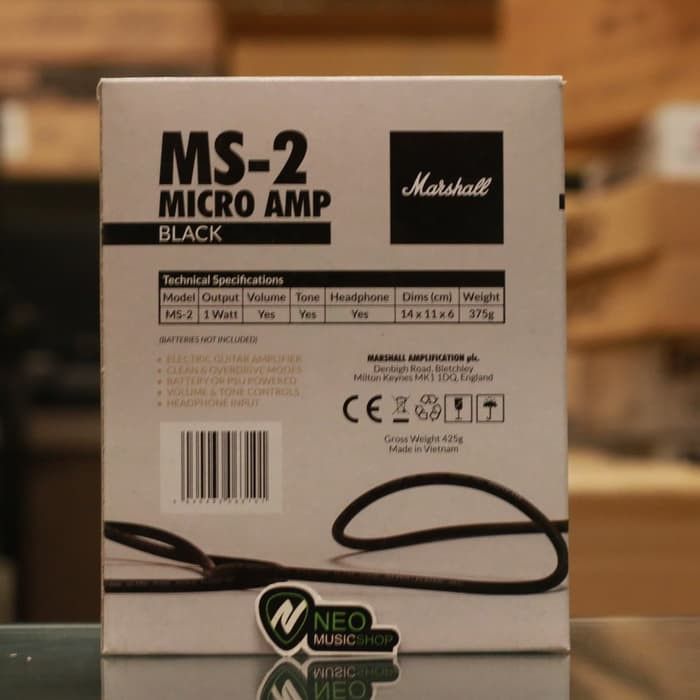 MS-2
MICRO AMP
BLACK
Marshall
Technical Specifications
Model Output Volume Tone Headphone Dims (cm) Weight
MS-2 1 Watt Yes Yes Yes 14 x 11 x 6 375g
(BATTERIES NOT INCLUDED)
• ELECTRIC GUITAR AMPLIFIER
• CLEAN & OVERDRIVE MODES
• BATTERY OR PSU POWERED
• VOLUME & TONE CONTROLS
• HEADPHONE INPUT
MARSHALL AMPLIFICATION plc.
Denbigh Road, Bletchley
Milton Keynes MK1 1DQ, England
CE
Gross Weight 425g
Made in Vietnam
NEO
MUSICSHOP